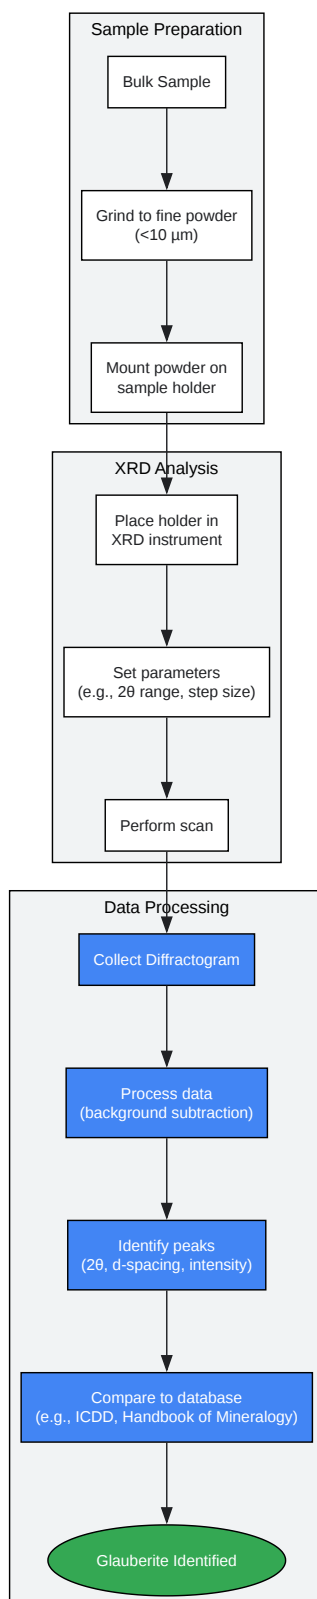 Sample Preparation
Bulk Sample
Grind to fine powder
(<10 µm)
Mount powder on
sample holder
XRD Analysis
Place holder in
XRD instrument
Set parameters
(e.g., 2θ range, step size)
Perform scan
Data Processing
Collect Diffractogram
Process data
(background subtraction)
Identify peaks
(2θ, d-spacing, intensity)
Compare to database
(e.g., ICDD, Handbook of Mineralogy)
Glauberite Identified